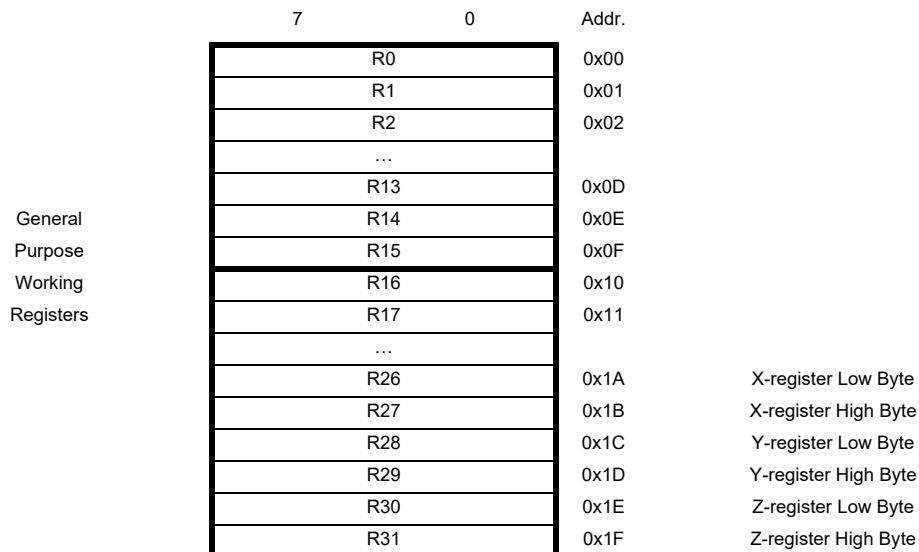 7 0 Addr.
R0 0x00
R1 0x01
R2 0x02
…
R13 0x0D
General R14 0x0E
Purpose R15 0x0F
Working R16 0x10
Registers R17 0x11
…
R26 0x1A X-register Low Byte
R27 0x1B X-register High Byte
R28 0x1C Y-register Low Byte
R29 0x1D Y-register High Byte
R30 0x1E Z-register Low Byte
R31 0x1F Z-register High Byte